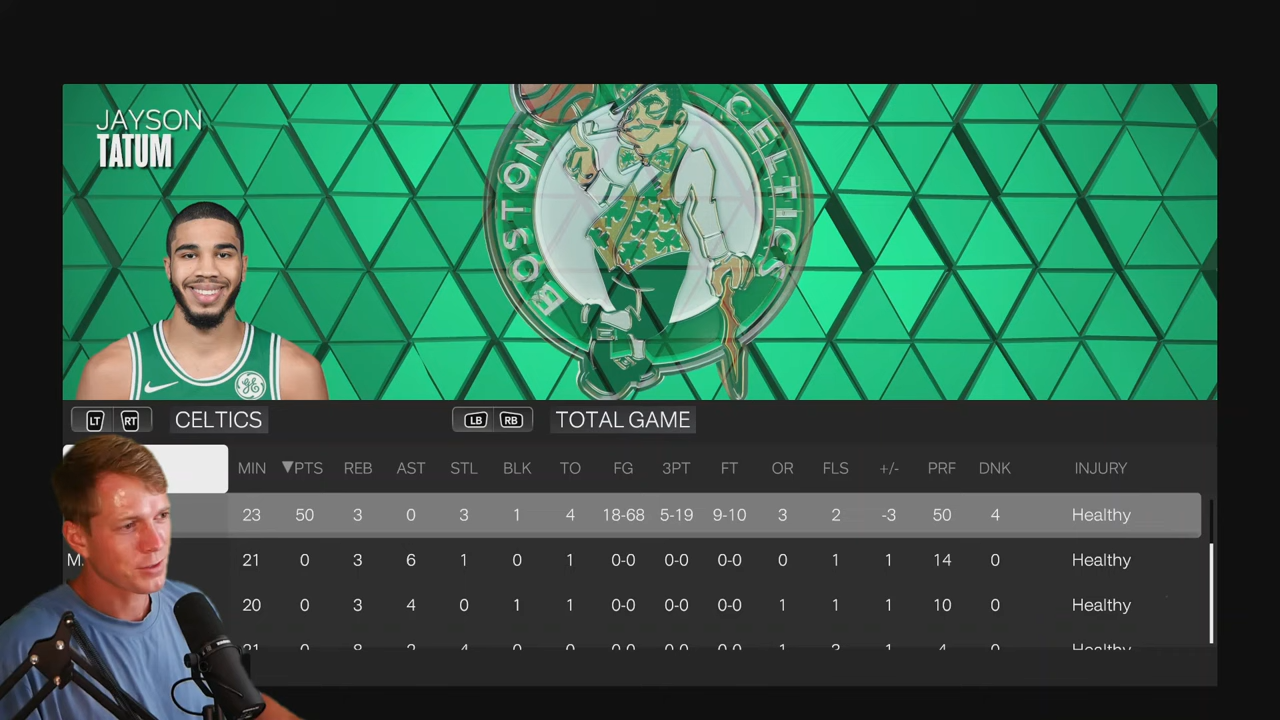 JAYSON
TATUM
BOSTON CELTICS
LT RT CELTICS LB RB TOTAL GAME
MIN ▼PTS REB AST STL BLK TO FG 3PT FT OR FLS +/- PRF DNK INJURY
23 50 3 0 3 1 4 18-68 5-19 9-10 3 2 -3 50 4 Healthy
M. 21 0 3 6 1 0 1 0-0 0-0 0-0 0 1 1 14 0 Healthy
20 0 3 4 0 1 1 0-0 0-0 0-0 1 1 1 10 0 Healthy